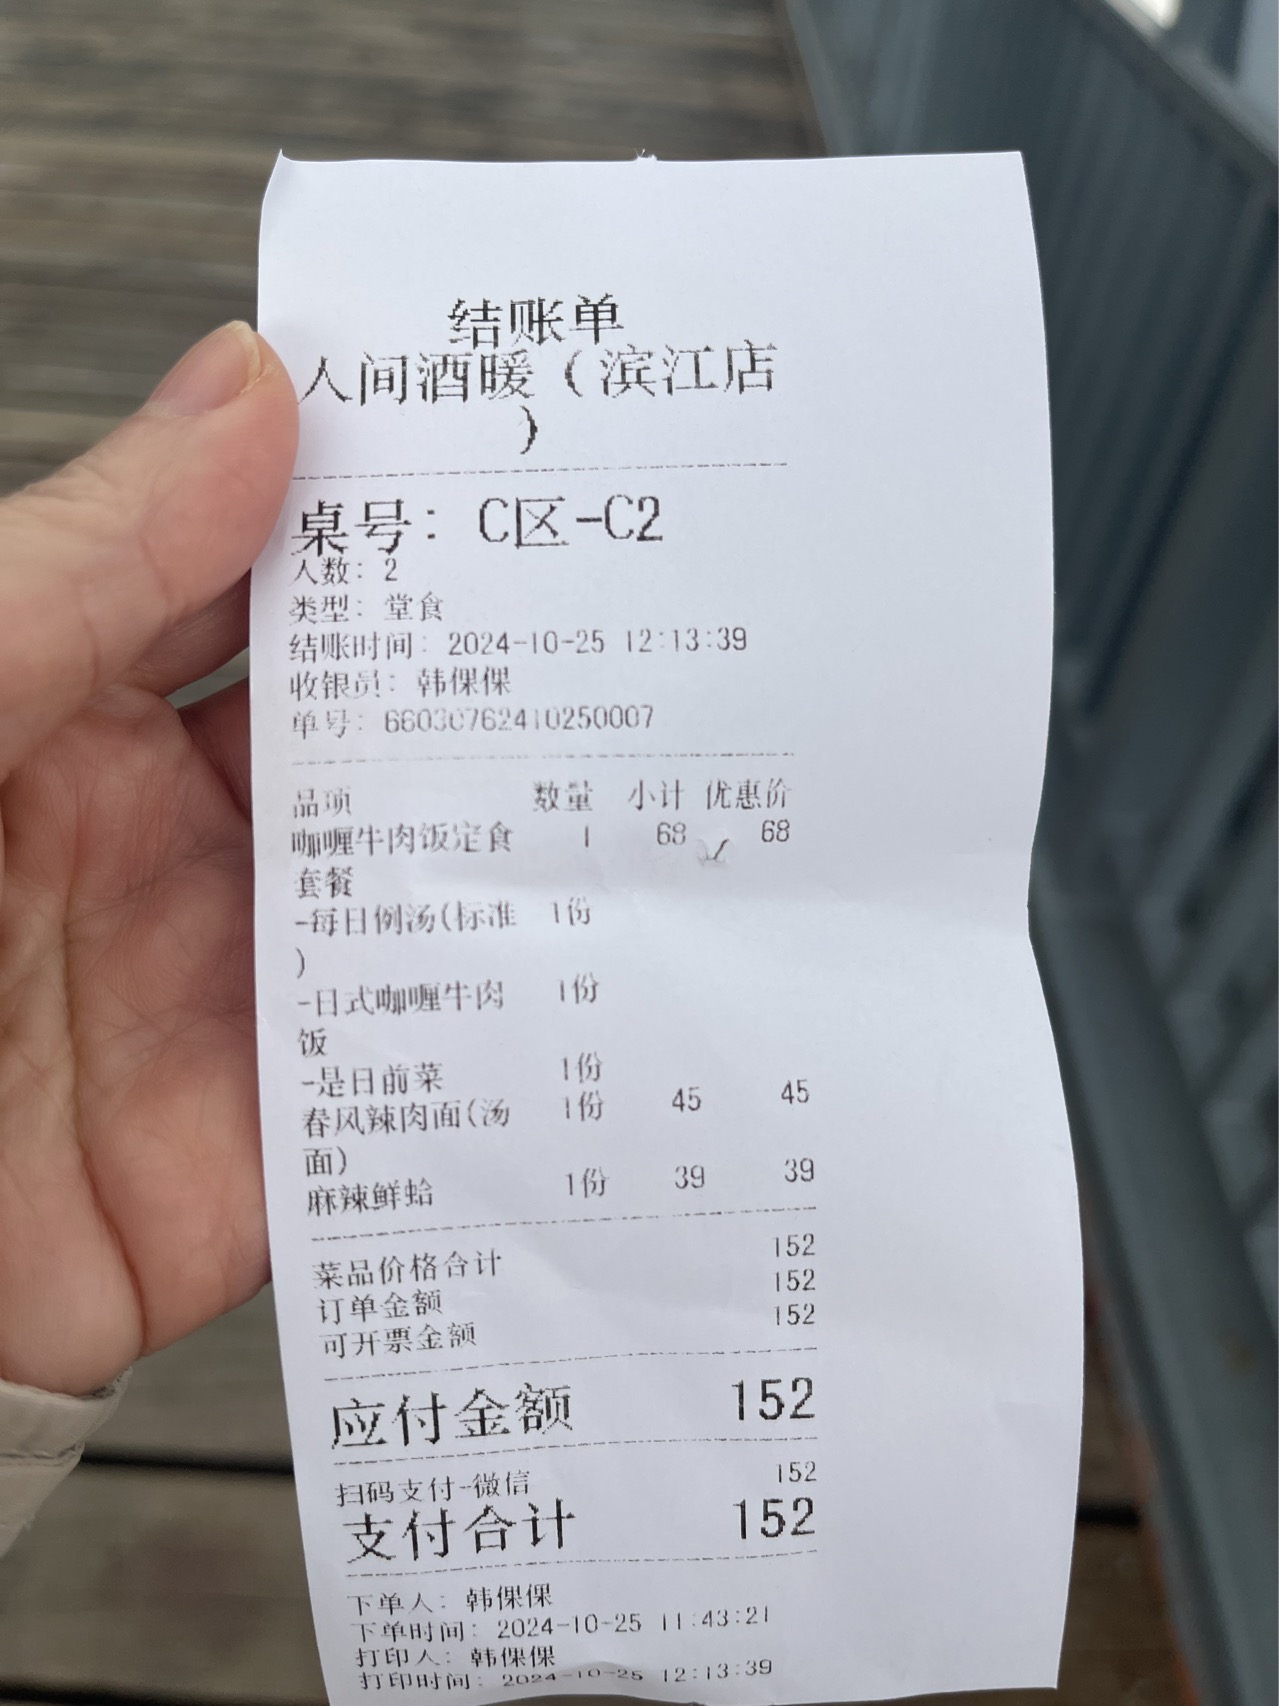 结账单
人间酒暖（滨江店
）
桌号：C区-C2
人数：2
类型：堂食
结账时间：2024-10-25 12:13:39
收银员：韩倮倮
单号：66030762410250007
品项 数量 小计 优惠价
咖喱牛肉饭定食 1 68 68
套餐
-每日例汤(标准 1份
)
-日式咖喱牛肉 1份
饭
-是日前菜 1份
春风辣肉面(汤 1份 45 45
面)
麻辣鲜蛤 1份 39 39
菜品价格合计 152
订单金额 152
可开票金额 152
应付金额 152
扫码支付-微信 152
支付合计 152
下单人：韩倮倮
下单时间：2024-10-25 11:43:21
打印人：韩倮倮
打印时间：2024-10-25 12:13:39